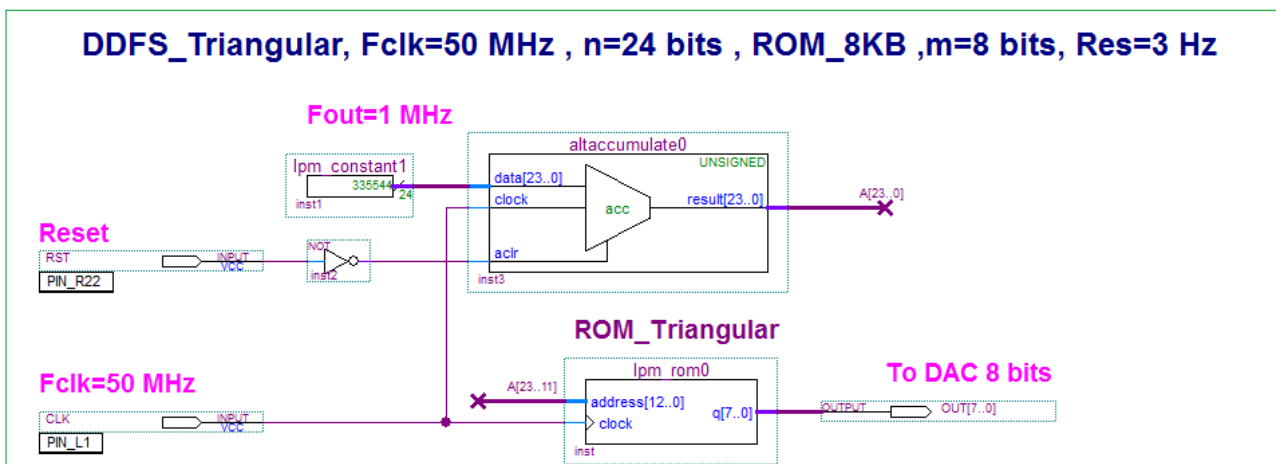 DDFS_Triangular, Fclk=50 MHz , n=24 bits , ROM_8KB ,m=8 bits, Res=3 Hz
Fout=1 MHz
altaccumulate0
UNSIGNED
lpm_constant1
335544
24
inst1
data[23..0]
clock
acc
result[23..0]
A[23..0]
aclr
inst3
Reset
RST
INPUT
VCC
PIN_R22
NOT
inst2
ROM_Triangular
lpm_rom0
A[23..11]
address[12..0]
clock
q[7..0]
inst
To DAC 8 bits
OUTPUT
OUT[7..0]
Fclk=50 MHz
CLK
INPUT
VCC
PIN_L1